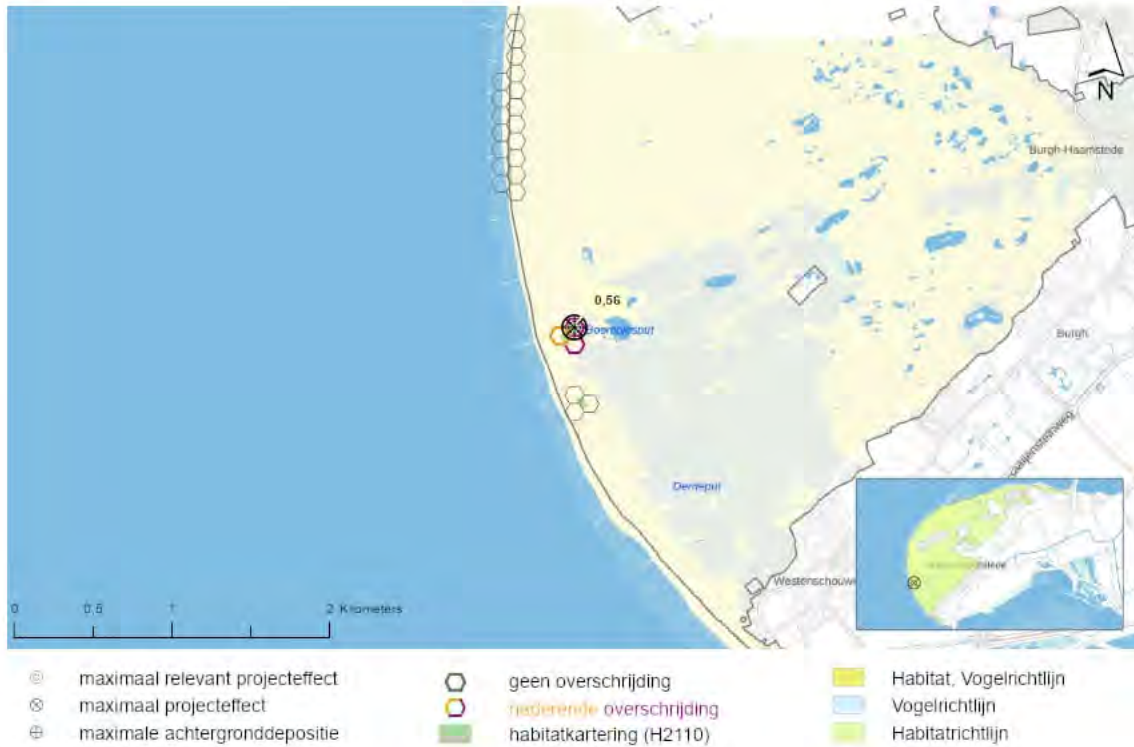 N
Burgh-Haamstede
0,56
Burgh
Westenschouw
0 0,5 1 2 Kilometers
maximaal relevant projecteffect
maximaal projecteffect
maximale achtergronddepositie
geen overschrijding
naderende overschrijding
habitatkartering (H2110)
Habitat, Vogelrichtlijn
Vogelrichtlijn
Habitatrichtlijn